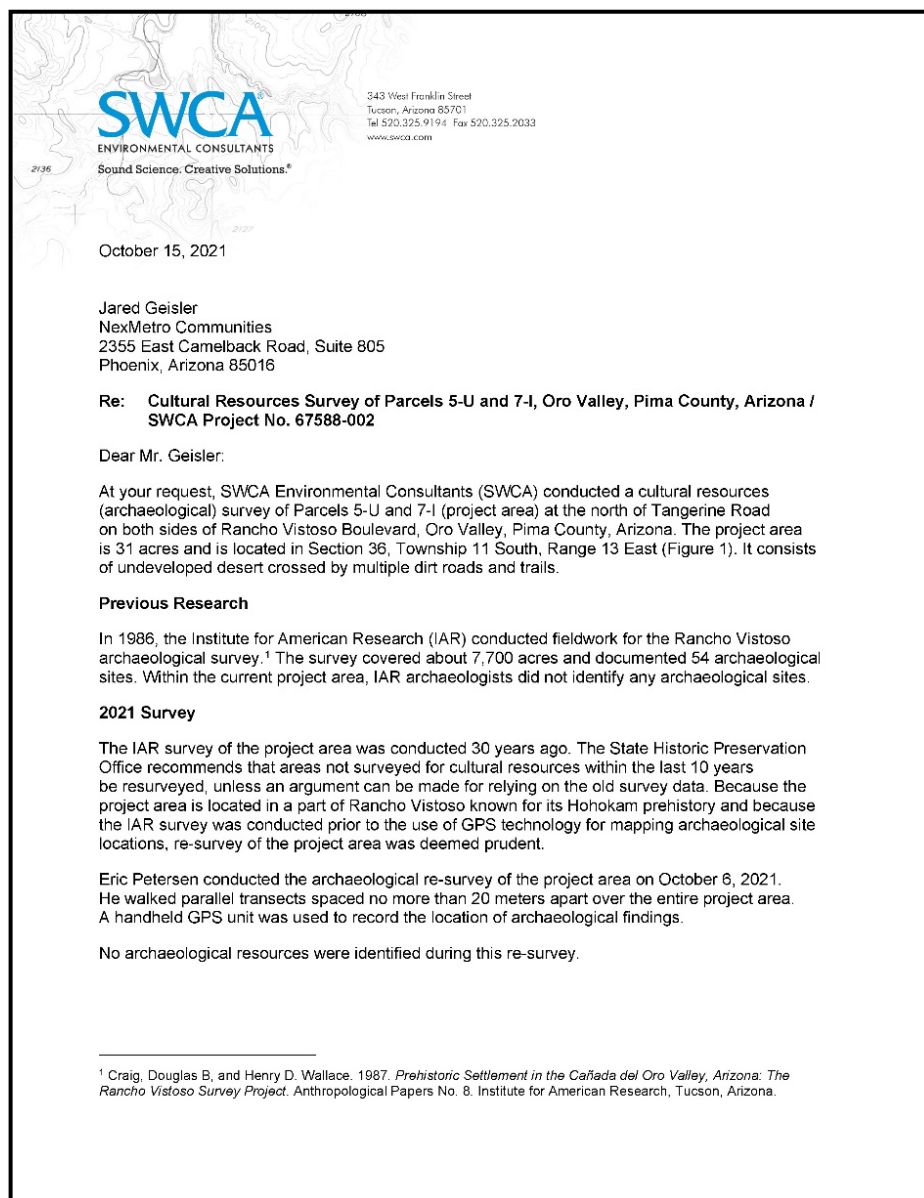 2108
2100
SWCA®
ENVIRONMENTAL CONSULTANTS
Sound Science. Creative Solutions.®
343 West Franklin Street
Tucson, Arizona 85701
Tel 520.325.9194 Fax 520.325.2033
www.swca.com
2136
2127
October 15, 2021
Jared Geisler
NexMetro Communities
2355 East Camelback Road, Suite 805
Phoenix, Arizona 85016
Re: Cultural Resources Survey of Parcels 5-U and 7-I, Oro Valley, Pima County, Arizona /
SWCA Project No. 67588-002
Dear Mr. Geisler:
At your request, SWCA Environmental Consultants (SWCA) conducted a cultural resources
(archaeological) survey of Parcels 5-U and 7-I (project area) at the north of Tangerine Road
on both sides of Rancho Vistoso Boulevard, Oro Valley, Pima County, Arizona. The project area
is 31 acres and is located in Section 36, Township 11 South, Range 13 East (Figure 1). It consists
of undeveloped desert crossed by multiple dirt roads and trails.
Previous Research
In 1986, the Institute for American Research (IAR) conducted fieldwork for the Rancho Vistoso
archaeological survey.¹ The survey covered about 7,700 acres and documented 54 archaeological
sites. Within the current project area, IAR archaeologists did not identify any archaeological sites.
2021 Survey
The IAR survey of the project area was conducted 30 years ago. The State Historic Preservation
Office recommends that areas not surveyed for cultural resources within the last 10 years
be resurveyed, unless an argument can be made for relying on the old survey data. Because the
project area is located in a part of Rancho Vistoso known for its Hohokam prehistory and because
the IAR survey was conducted prior to the use of GPS technology for mapping archaeological site
locations, re-survey of the project area was deemed prudent.
Eric Petersen conducted the archaeological re-survey of the project area on October 6, 2021.
He walked parallel transects spaced no more than 20 meters apart over the entire project area.
A handheld GPS unit was used to record the location of archaeological findings.
No archaeological resources were identified during this re-survey.
¹ Craig, Douglas B, and Henry D. Wallace. 1987. Prehistoric Settlement in the Cañada del Oro Valley, Arizona: The
Rancho Vistoso Survey Project. Anthropological Papers No. 8. Institute for American Research, Tucson, Arizona.